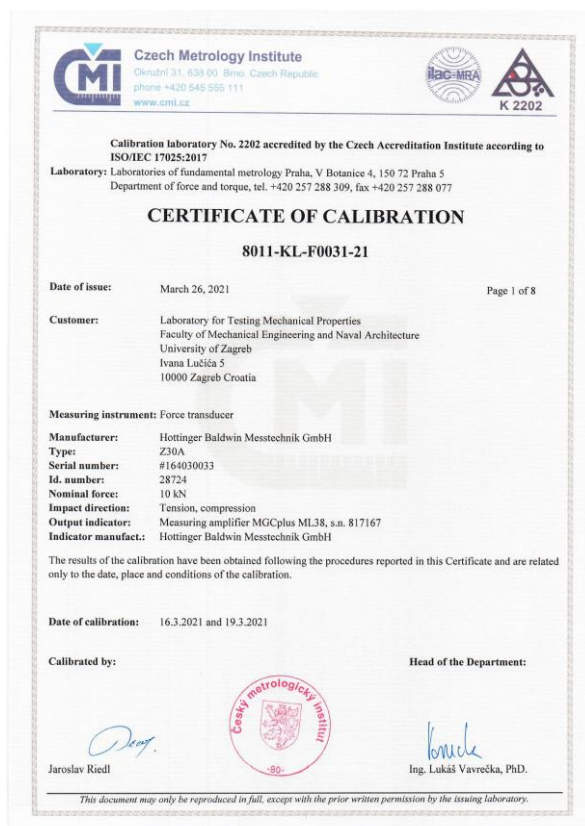 CMI
Czech Metrology Institute
Okružní 31, 638 00 Brno, Czech Republic
phone +420 545 555 111
www.cmi.cz
ilac-MRA
K 2202
Calibration laboratory No. 2202 accredited by the Czech Accreditation Institute according to
ISO/IEC 17025:2017
Laboratory: Laboratories of fundamental metrology Praha, V Botanice 4, 150 72 Praha 5
Department of force and torque, tel. +420 257 288 309, fax +420 257 288 077
CERTIFICATE OF CALIBRATION
8011-KL-F0031-21
Date of issue: March 26, 2021 Page 1 of 8
Customer: Laboratory for Testing Mechanical Properties
Faculty of Mechanical Engineering and Naval Architecture
University of Zagreb
Ivana Lučića 5
10000 Zagreb Croatia
Measuring instrument: Force transducer
Manufacturer: Hottinger Baldwin Messtechnik GmbH
Type: Z30A
Serial number: #164030033
Id. number: 28724
Nominal force: 10 kN
Impact direction: Tension, compression
Output indicator: Measuring amplifier MGCplus ML38, s.n. 817167
Indicator manufact.: Hottinger Baldwin Messtechnik GmbH
The results of the calibration have been obtained following the procedures reported in this Certificate and are related
only to the date, place and conditions of the calibration.
Date of calibration: 16.3.2021 and 19.3.2021
Calibrated by: Head of the Department:
Český metrologický institut
-80-
Jaroslav Riedl Ing. Lukáš Vavrečka, PhD.
This document may only be reproduced in full, except with the prior written permission by the issuing laboratory.